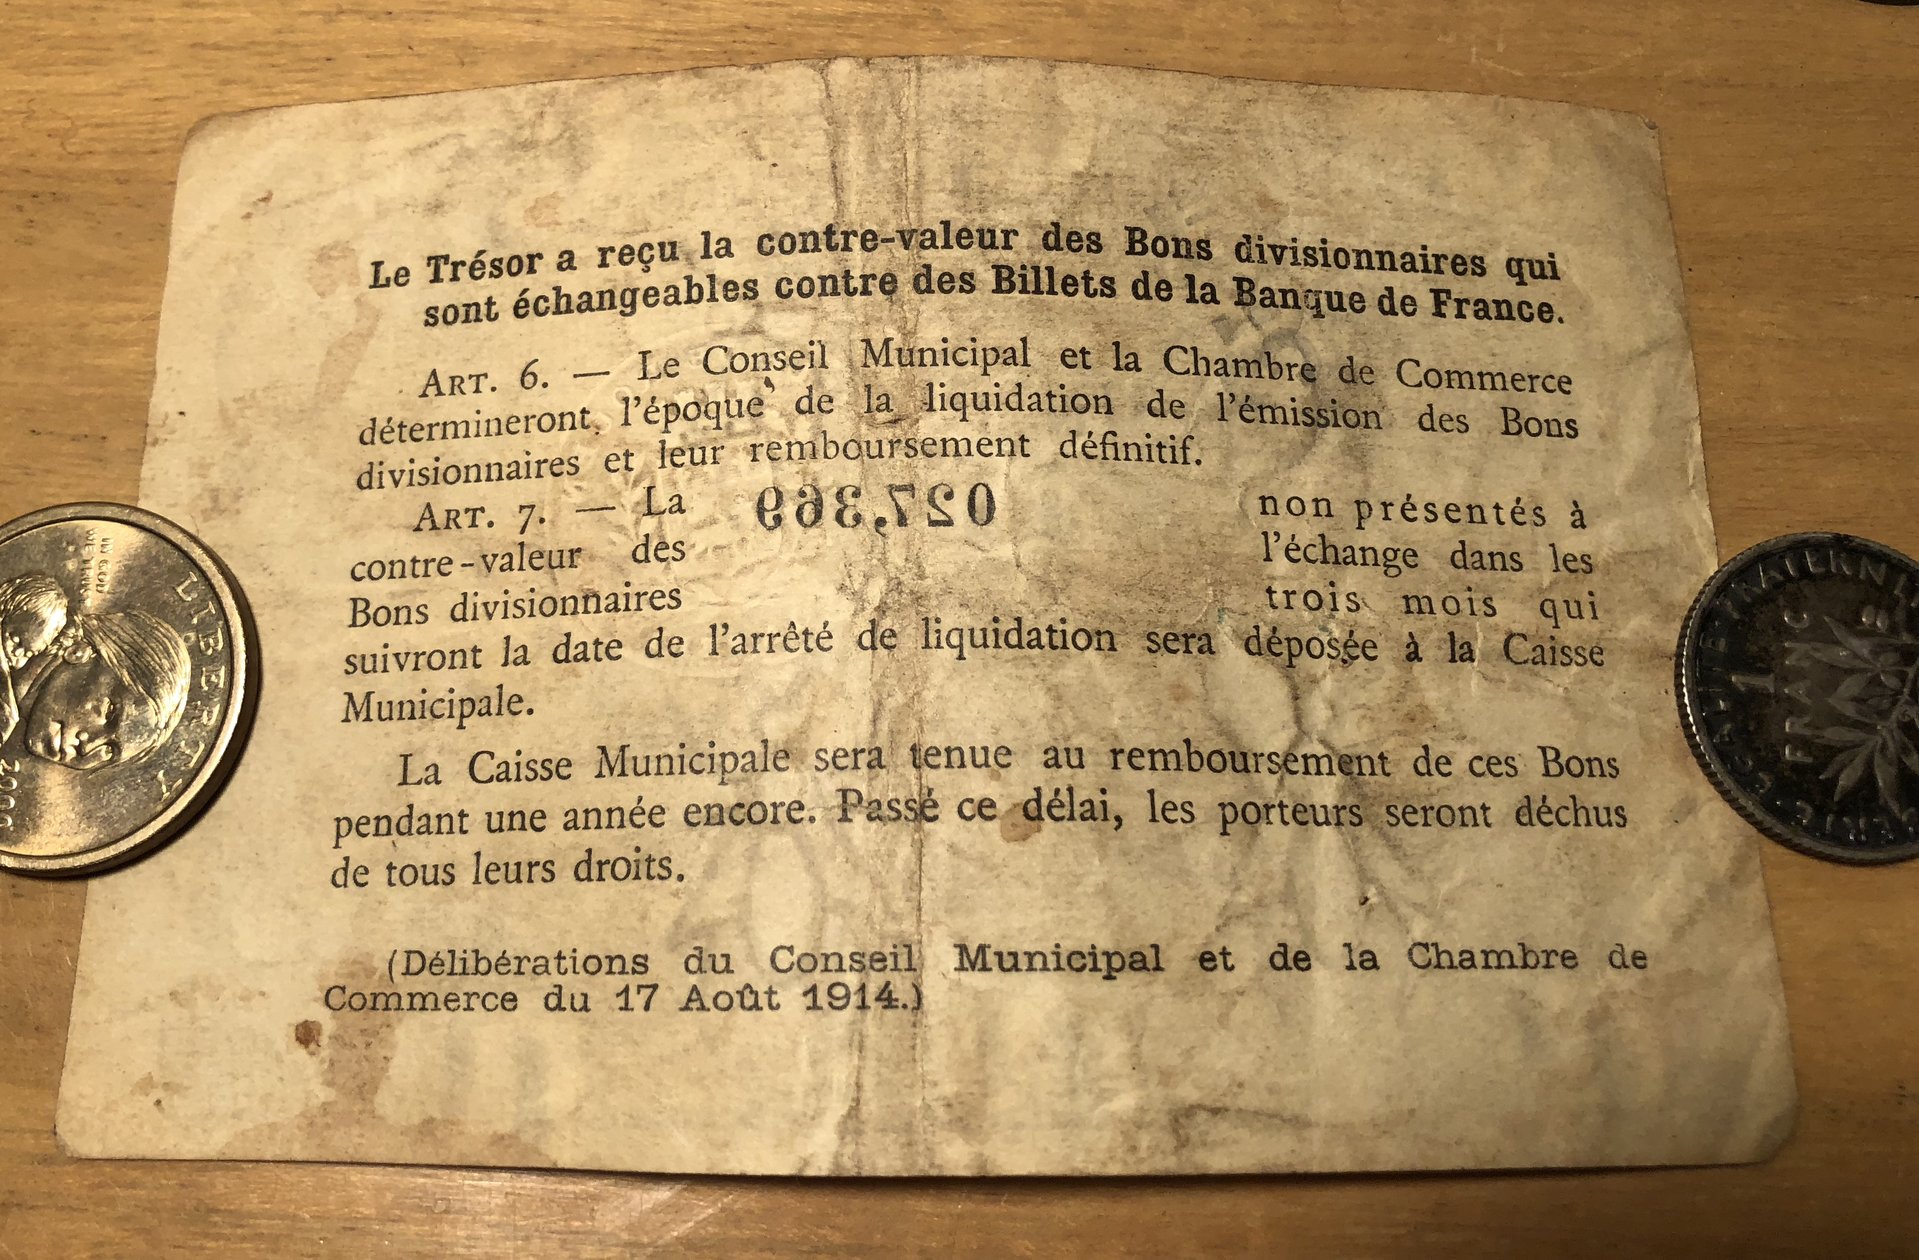 Le Trésor a reçu la contre-valeur des Bons divisionnaires qui
sont échangeables contre des Billets de la Banque de France.
ART. 6. — Le Conseil Municipal et la Chambre de Commerce
détermineront l'époque de la liquidation de l'émission des Bons
divisionnaires et leur remboursement définitif.
ART. 7. — La 027,369 non présentés à
contre-valeur des l'échange dans les
Bons divisionnaires trois mois qui
suivront la date de l'arrêté de liquidation sera déposée à la Caisse
Municipale.
La Caisse Municipale sera tenue au remboursement de ces Bons
pendant une année encore. Passé ce délai, les porteurs seront déchus
de tous leurs droits.
(Délibérations du Conseil Municipal et de la Chambre de
Commerce du 17 Août 1914.)
LIBERTY
IN GOD
WE TRUST
1
FRANC